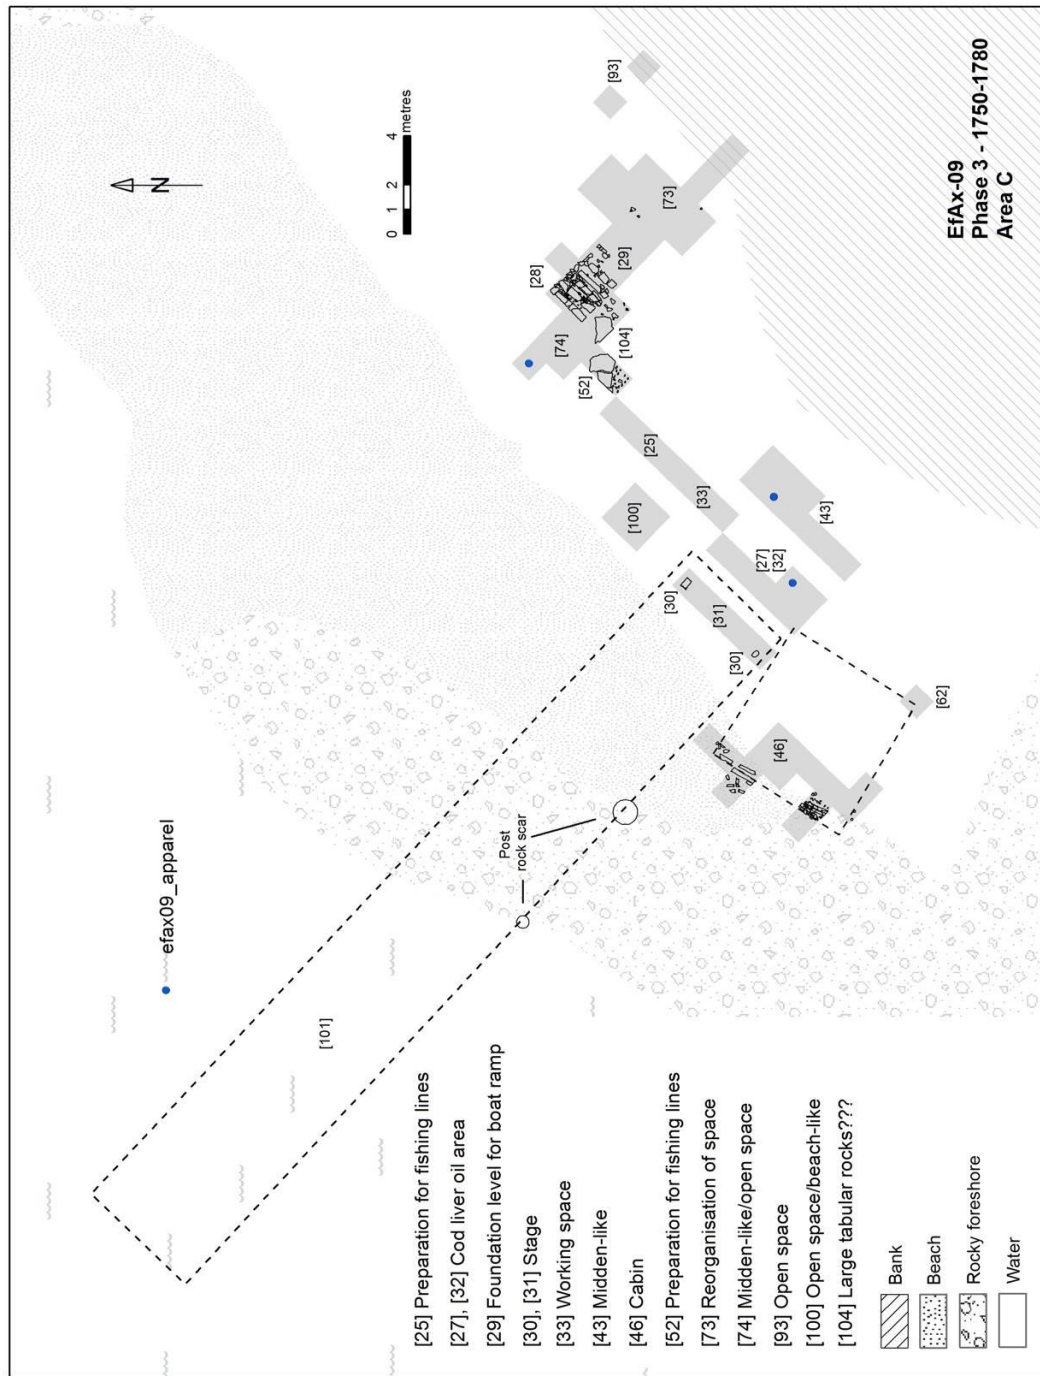 efax09_apparel
[101]
Post
rock scar
[30]
[30]
[31]
[100]
[33]
[25]
[27]
[32]
[43]
[46]
[62]
[52]
[74]
[104]
[28]
[29]
[73]
[93]
N
0 1 2 4
metres
[25] Preparation for fishing lines
[27], [32] Cod liver oil area
[29] Foundation level for boat ramp
[30], [31] Stage
[33] Working space
[43] Midden-like
[46] Cabin
[52] Preparation for fishing lines
[73] Reorganisation of space
[74] Midden-like/open space
[93] Open space
[100] Open space/beach-like
[104] Large tabular rocks???
Bank
Beach
Rocky foreshore
Water
EfAx-09
Phase 3 - 1750-1780
Area C